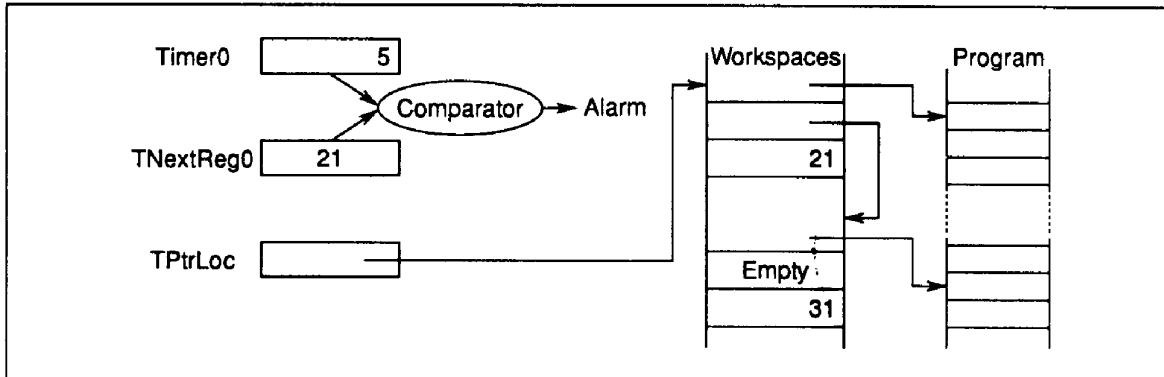 Timer0 5
Workspaces Program
Comparator Alarm
TNextReg0 21
21
TPtrLoc
Empty
31